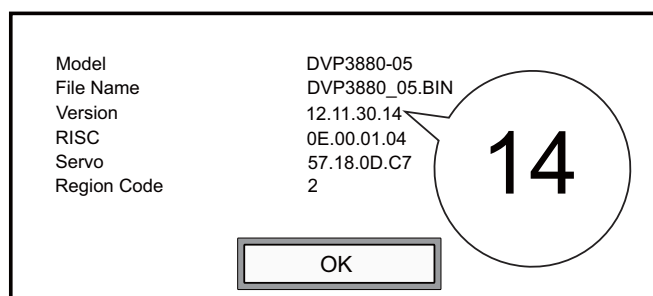 Model DVP3880-05
File Name DVP3880_05.BIN
Version 12.11.30.14
RISC 0E.00.01.04
Servo 57.18.0D.C7
Region Code 2
14
OK